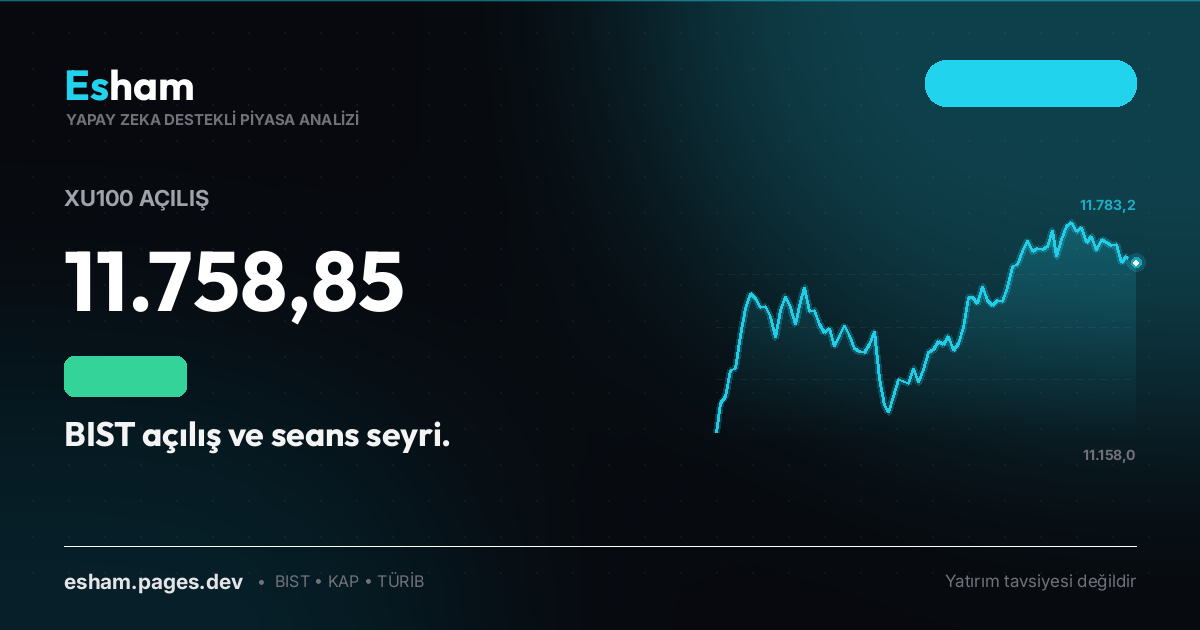 Esham
YAPAY ZEKA DESTEKLİ PİYASA ANALİZİ
XU100 AÇILIŞ
11.758,85
BIST açılış ve seans seyri.
11.783,2
11.158,0
esham.pages.dev • BIST • KAP • TÜRİB
Yatırım tavsiyesi değildir